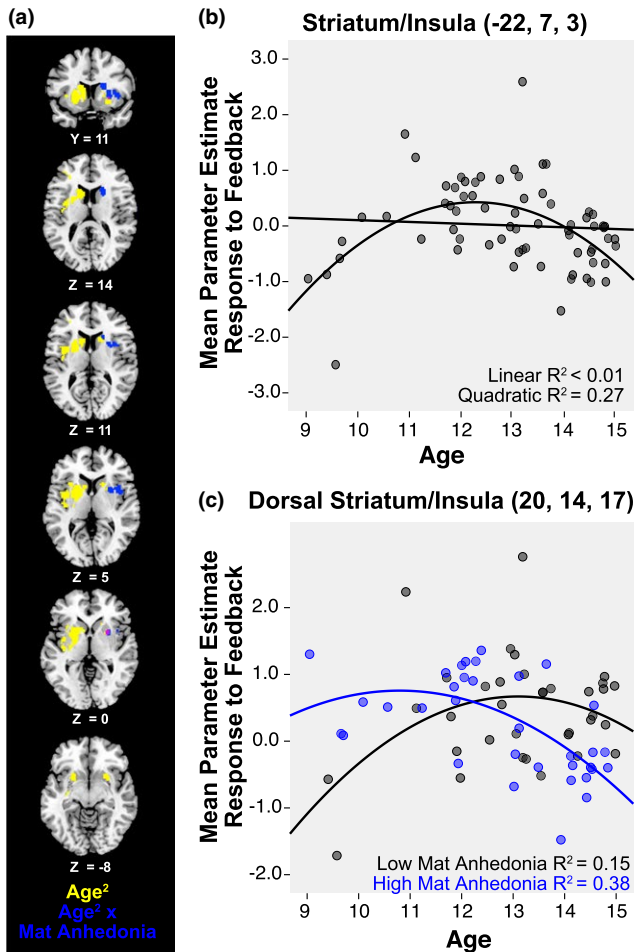 (a)
Y = 11
Z = 14
Z = 11
Z = 5
Z = 0
Z = -8
Age²
Age² x
Mat Anhedonia
(b)
Striatum/Insula (-22, 7, 3)
Mean Parameter Estimate
Response to Feedback
3.0
2.0
1.0
0.0
-1.0
-2.0
-3.0
Linear R² < 0.01
Quadratic R² = 0.27
9 10 11 12 13 14 15
Age
(c)
Dorsal Striatum/Insula (20, 14, 17)
Mean Parameter Estimate
Response to Feedback
2.0
1.0
0.0
-1.0
-2.0
Low Mat Anhedonia R² = 0.15
High Mat Anhedonia R² = 0.38
9 10 11 12 13 14 15
Age